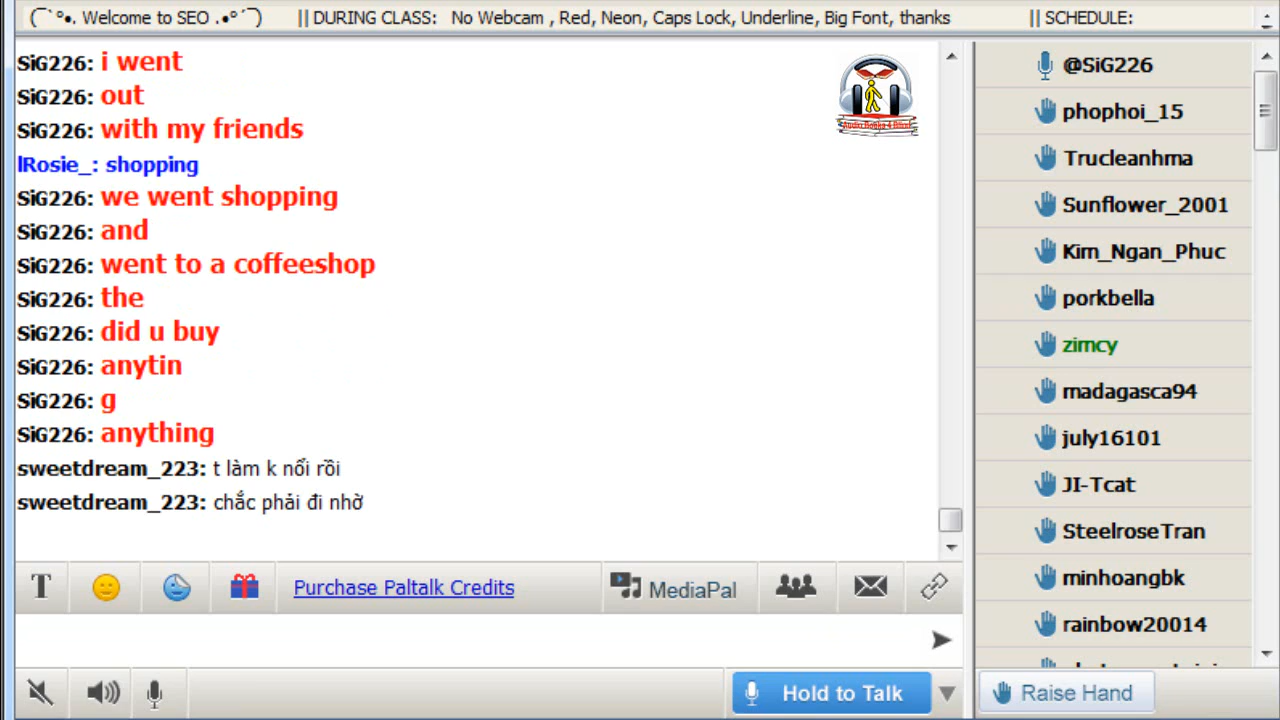 (¯`°•. Welcome to SEO .•°´¯) || DURING CLASS: No Webcam , Red, Neon, Caps Lock, Underline, Big Font, thanks || SCHEDULE:
SiG226: i went
SiG226: out
SiG226: with my friends
lRosie_: shopping
SiG226: we went shopping
SiG226: and
SiG226: went to a coffeeshop
SiG226: the
SiG226: did u buy
SiG226: anytin
SiG226: g
SiG226: anything
sweetdream_223: t làm k nổi rồi
sweetdream_223: chắc phải đi nhờ
T
Purchase Paltalk Credits
MediaPal
Hold to Talk
@SiG226
phophoi_15
Trucleanhma
Sunflower_2001
Kim_Ngan_Phuc
porkbella
zimcy
madagasca94
july16101
JI-Tcat
SteelroseTran
minhoangbk
rainbow20014
Raise Hand